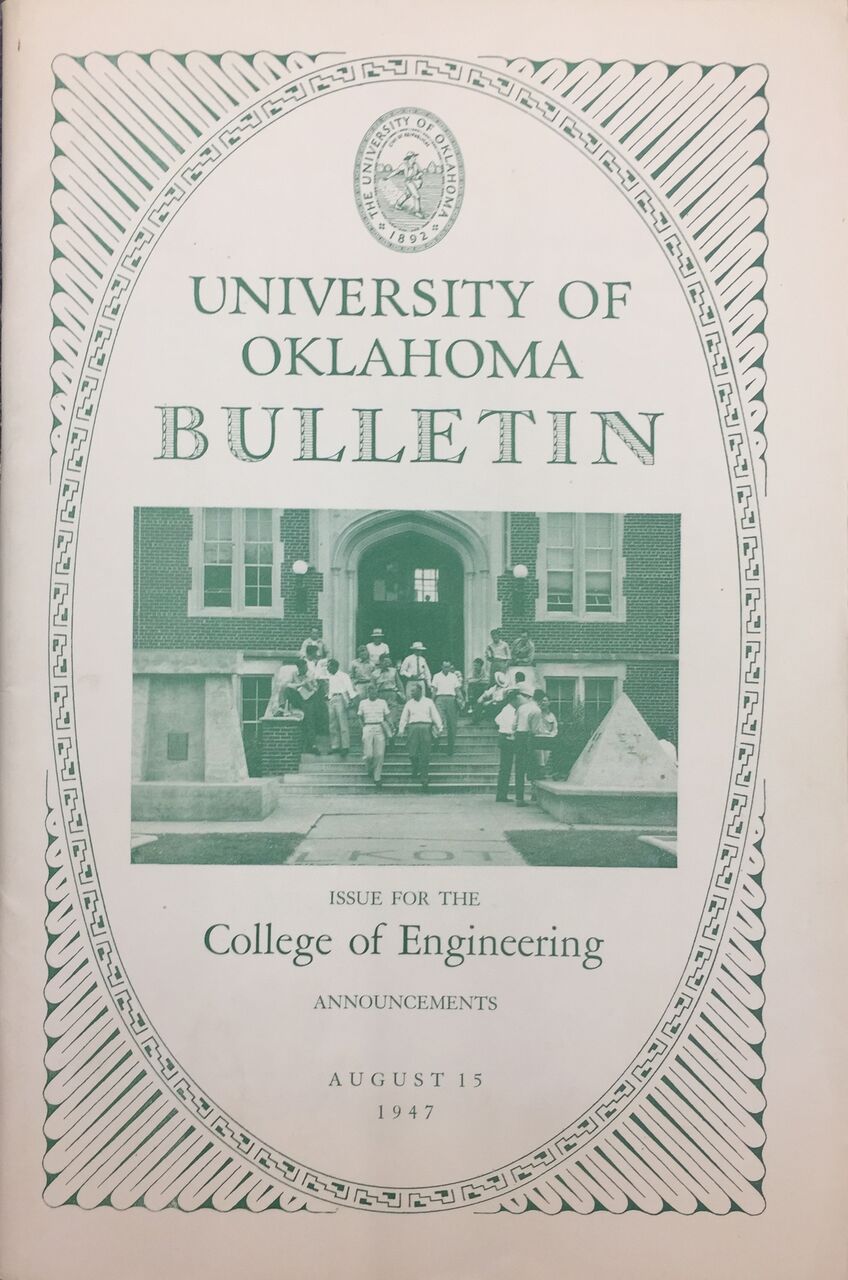 THE UNIVERSITY OF OKLAHOMA
1892
UNIVERSITY OF
OKLAHOMA
BULLETIN
LKOT
ISSUE FOR THE
College of Engineering
ANNOUNCEMENTS
AUGUST 15
1947